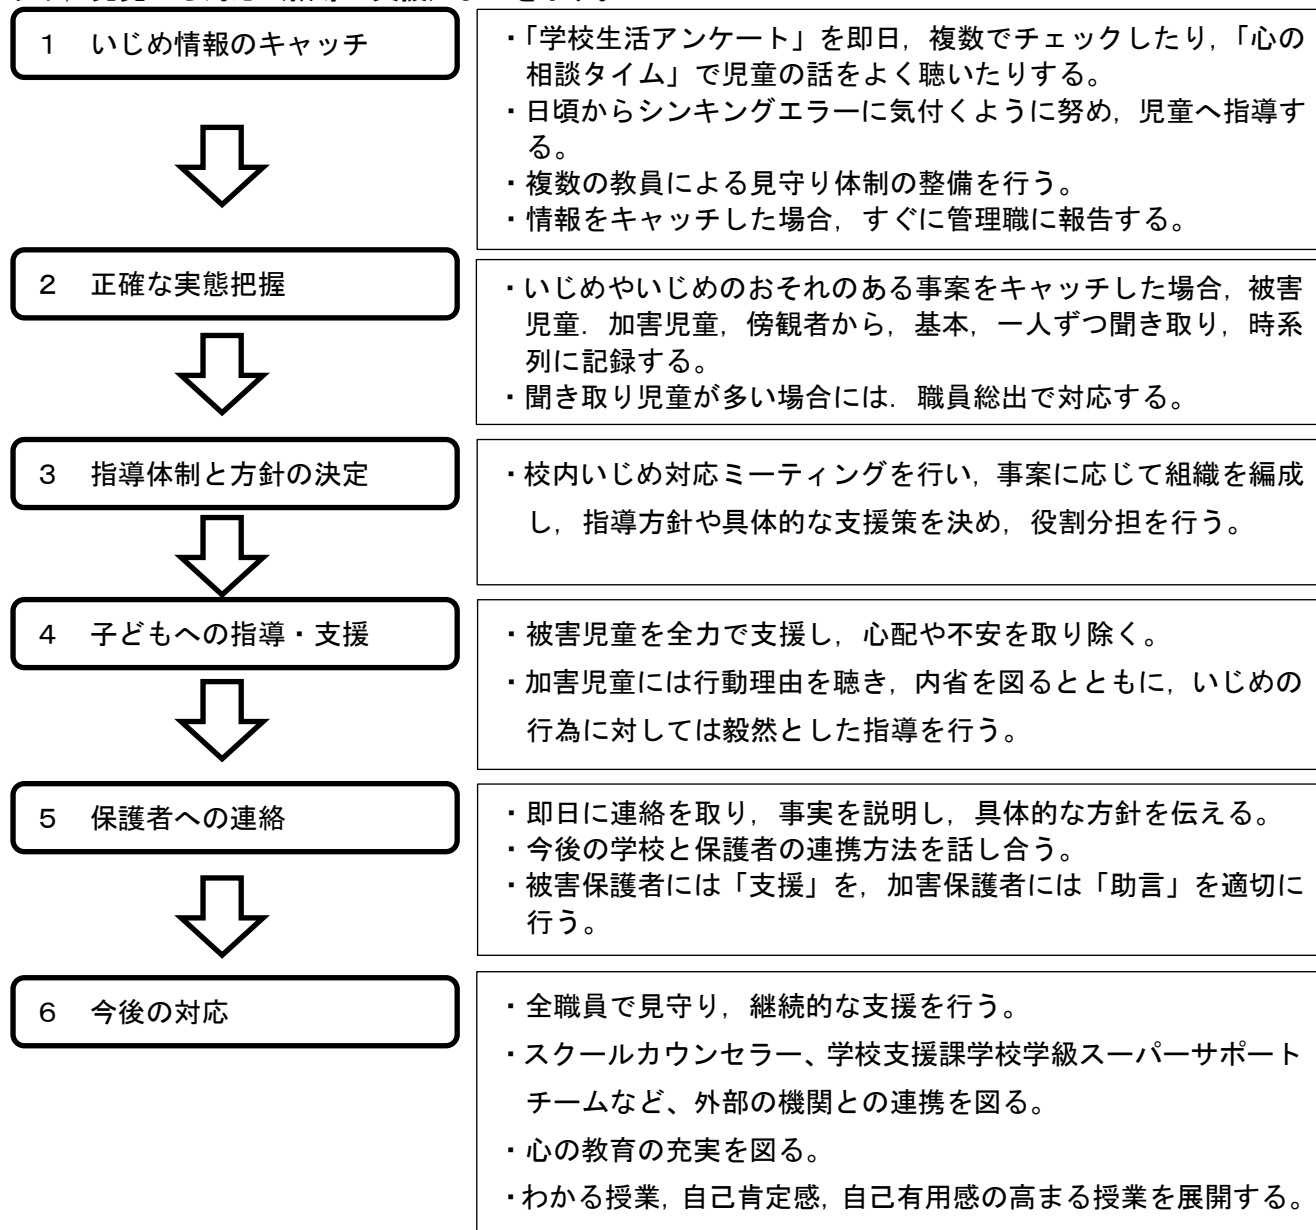 1 いじめ情報のキャッチ
・「学校生活アンケート」を即日，複数でチェックしたり，「心の
相談タイム」で児童の話をよく聴いたりする。
・日頃からシンキングエラーに気付くように努め，児童へ指導す
る。
・複数の教員による見守り体制の整備を行う。
・情報をキャッチした場合，すぐに管理職に報告する。
2 正確な実態把握
・いじめやいじめのおそれのある事案をキャッチした場合，被害
児童．加害児童，傍観者から，基本，一人ずつ聞き取り，時系
列に記録する。
・聞き取り児童が多い場合には．職員総出で対応する。
3 指導体制と方針の決定
・校内いじめ対応ミーティングを行い，事案に応じて組織を編成
し，指導方針や具体的な支援策を決め，役割分担を行う。
4 子どもへの指導・支援
・被害児童を全力で支援し，心配や不安を取り除く。
・加害児童には行動理由を聴き，内省を図るとともに，いじめの
行為に対しては毅然とした指導を行う。
5 保護者への連絡
・即日に連絡を取り，事実を説明し，具体的な方針を伝える。
・今後の学校と保護者の連携方法を話し合う。
・被害保護者には「支援」を，加害保護者には「助言」を適切に
行う。
6 今後の対応
・全職員で見守り，継続的な支援を行う。
・スクールカウンセラー、学校支援課学校学級スーパーサポート
チームなど、外部の機関との連携を図る。
・心の教育の充実を図る。
・わかる授業，自己肯定感，自己有用感の高まる授業を展開する。